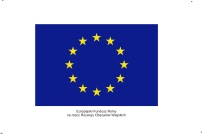 Europejski Fundusz Rolny
na rzecz Rozwoju Obszarów Wiejskich